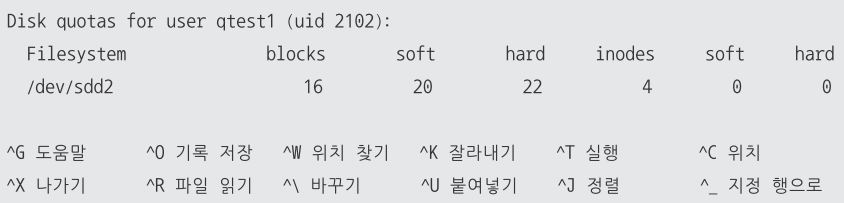 Disk quotas for user qtest1 (uid 2102):
Filesystem blocks soft hard inodes soft hard
/dev/sdd2 16 20 22 4 0 0
^G 도움말 ^O 기록 저장 ^W 위치 찾기 ^K 잘라내기 ^T 실행 ^C 위치
^X 나가기 ^R 파일 읽기 ^\ 바꾸기 ^U 붙여넣기 ^J 정렬 ^_ 지정 행으로